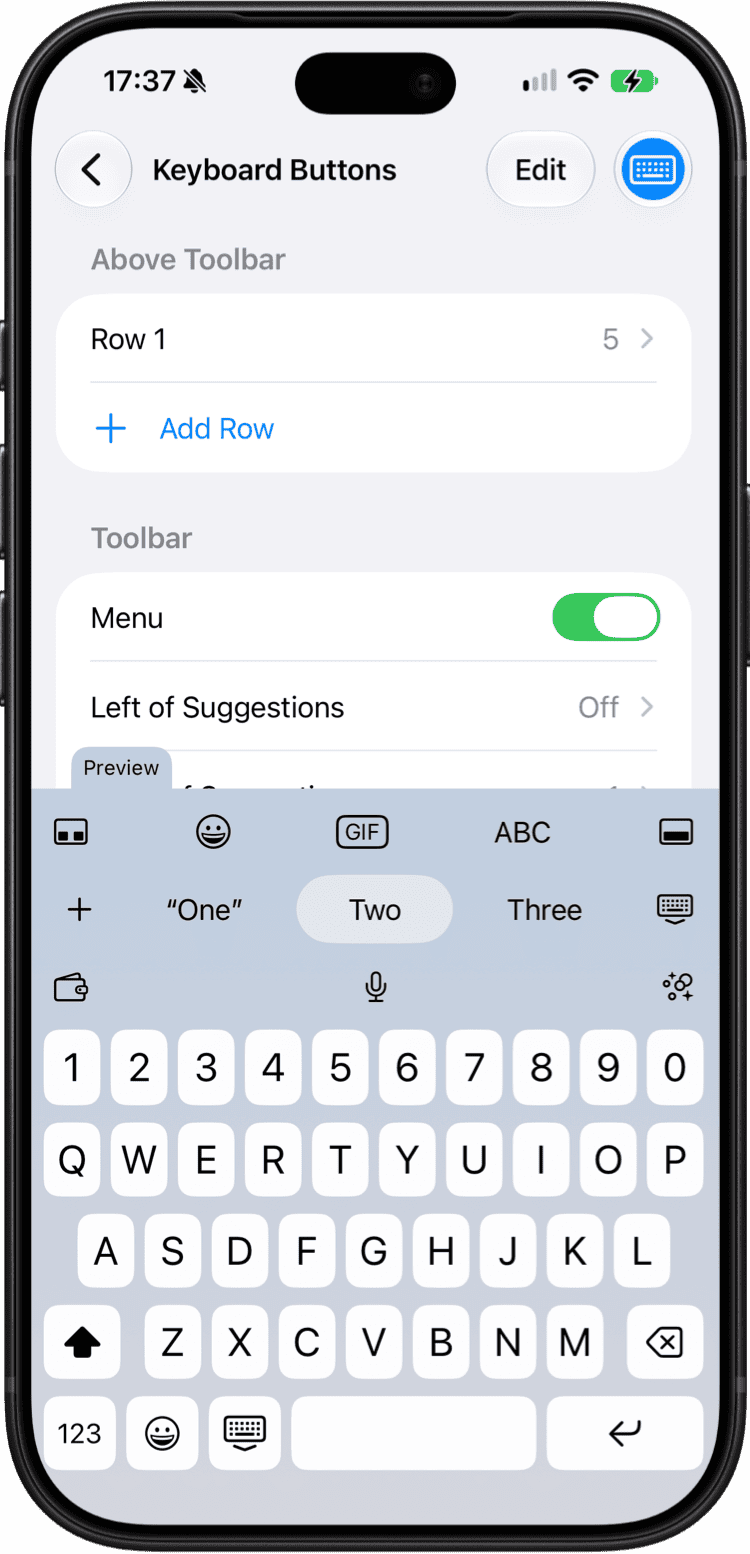 17:37
Keyboard Buttons Edit
Above Toolbar
Row 1 5
+ Add Row
Toolbar
Menu
Left of Suggestions Off
Preview
GIF ABC
+ “One” Two Three
1 2 3 4 5 6 7 8 9 0
Q W E R T Y U I O P
A S D F G H J K L
Z X C V B N M
123